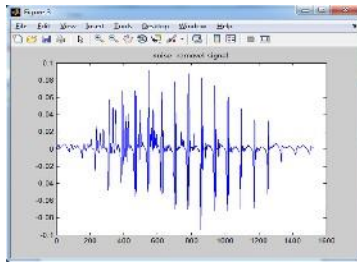 Figure 3
File Edit View Insert Tools Desktop Window Help
noise removel signal
0.1
0.08
0.06
0.04
0.02
0
-0.02
-0.04
-0.06
-0.08
-0.1
0 200 400 600 800 1000 1200 1400 1600